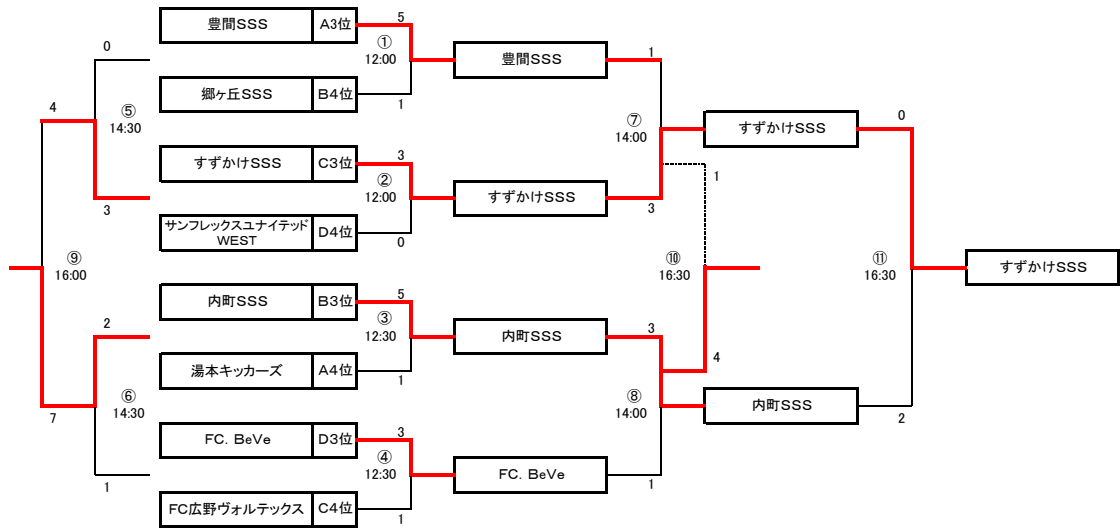 豊間SSS A3位
5
①
12:00
郷ヶ丘SSS B4位
1
すずかけSSS C3位
3
②
12:00
サンフレックスユナイテッド
WEST
D4位
0
内町SSS B3位
5
③
12:30
湯本キッカーズ A4位
1
FC. BeVe D3位
3
④
12:30
FC広野ヴォルテックス C4位
1
0
⑤
14:30
3
2
⑥
14:30
1
4
⑨
16:00
7
豊間SSS
1
⑦
14:00
すずかけSSS
3
内町SSS
3
⑧
14:00
FC. BeVe
1
1
⑩
16:30
4
すずかけSSS
0
⑪
16:30
内町SSS
2
すずかけSSS